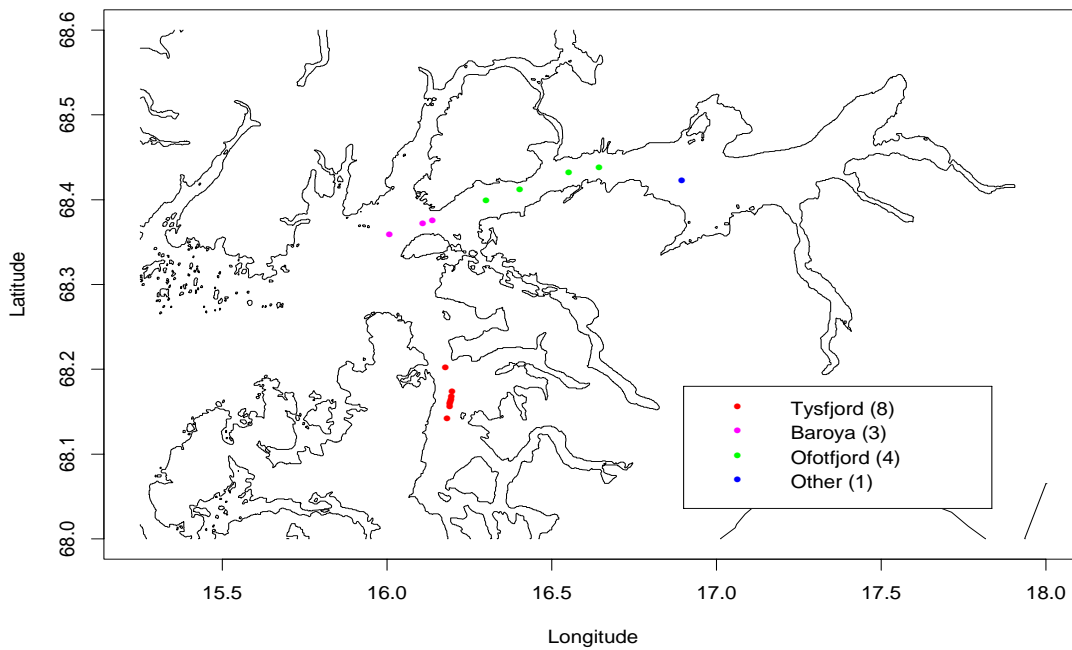 68.6
68.5
68.4
68.3
68.2
68.1
68.0
Latitude
Tysfjord (8)
Baroya (3)
Ofotfjord (4)
Other (1)
15.5 16.0 16.5 17.0 17.5 18.0
Longitude